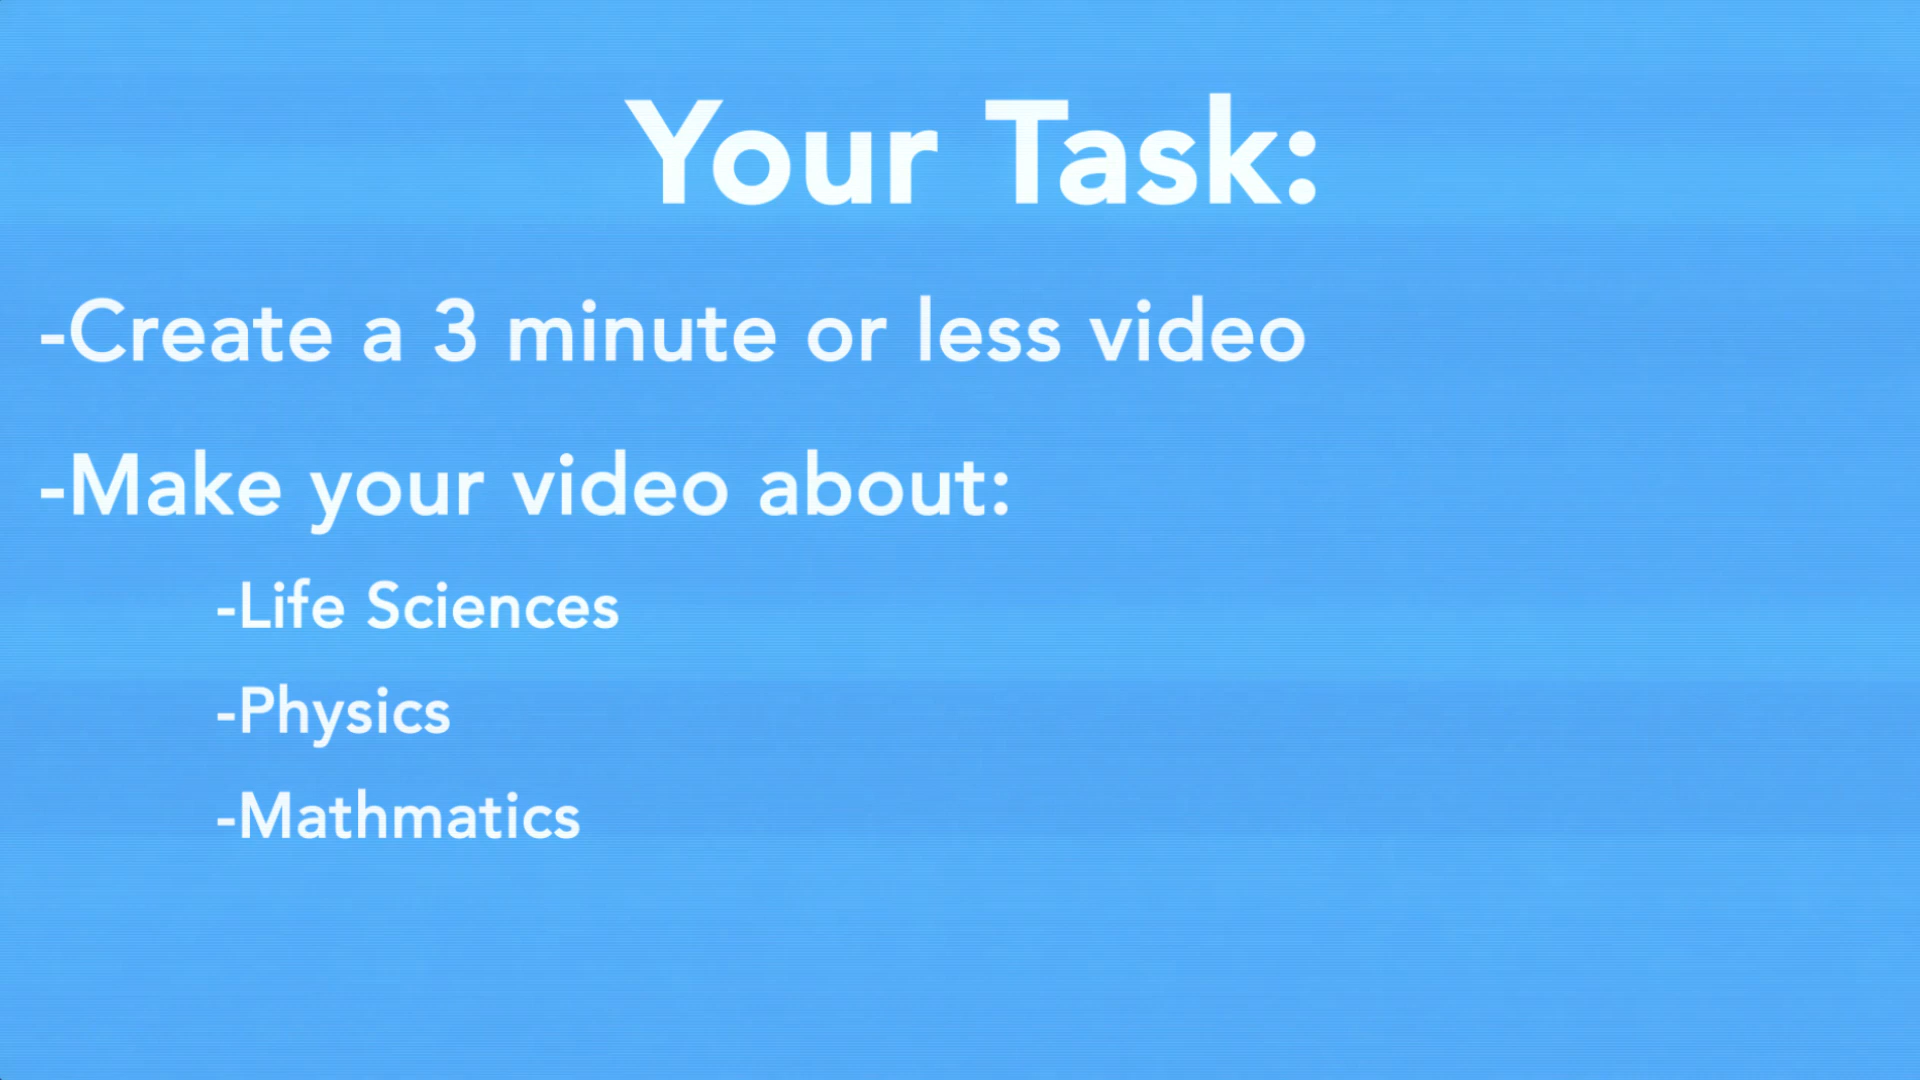 Your Task:
-Create a 3 minute or less video
-Make your video about:
-Life Sciences
-Physics
-Mathmatics